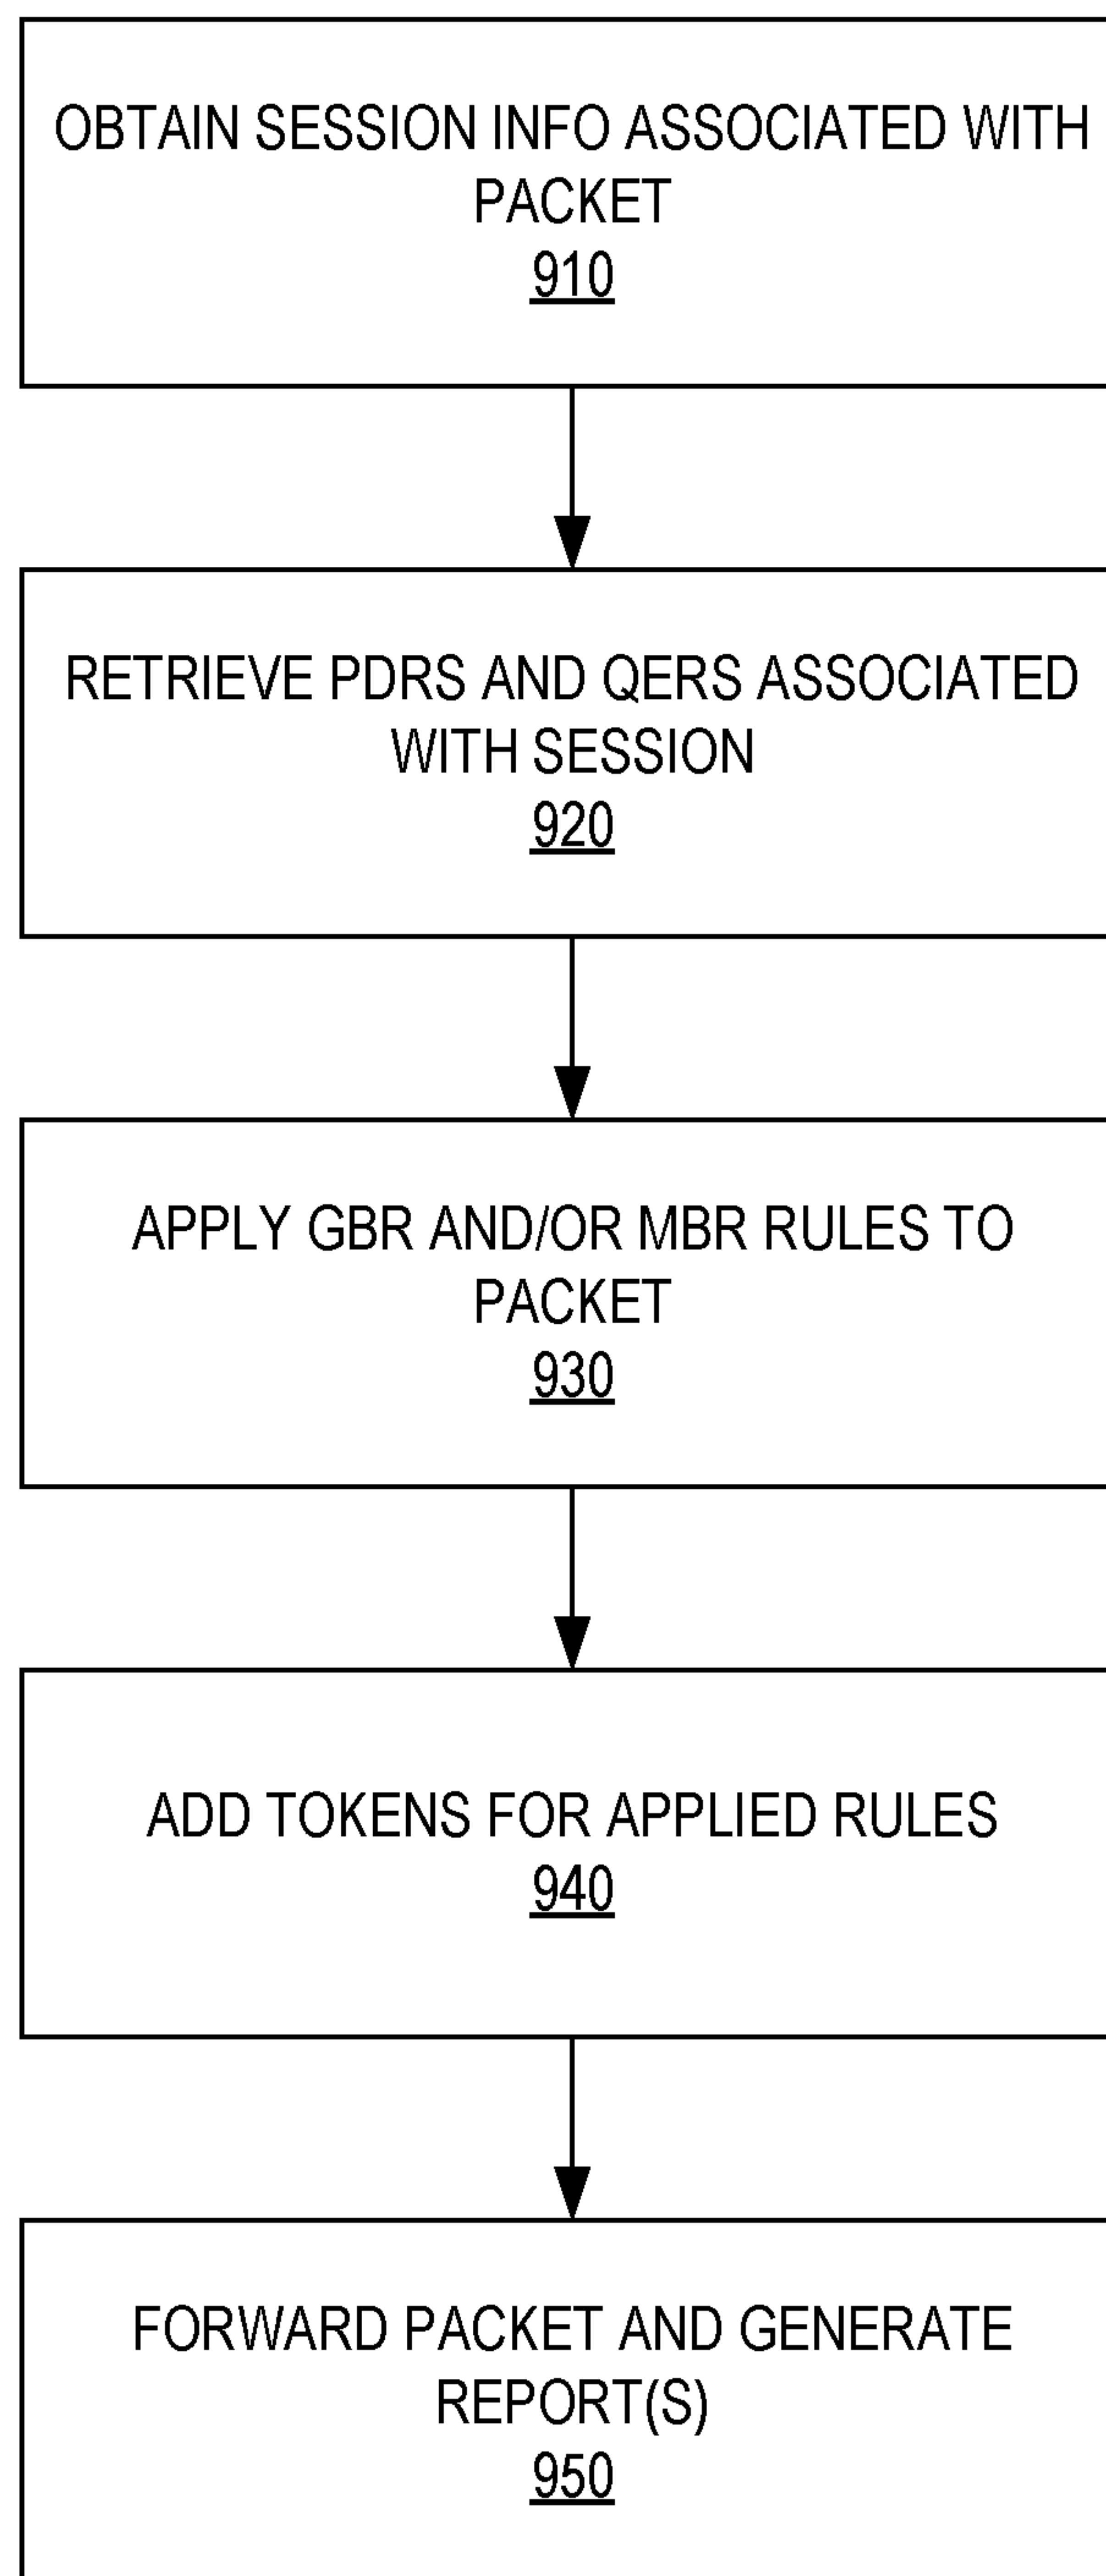 OBTAIN SESSION INFO ASSOCIATED WITH
PACKET
910
RETRIEVE PDRS AND QERS ASSOCIATED
WITH SESSION
920
APPLY GBR AND/OR MBR RULES TO
PACKET
930
ADD TOKENS FOR APPLIED RULES
940
FORWARD PACKET AND GENERATE
REPORT(S)
950